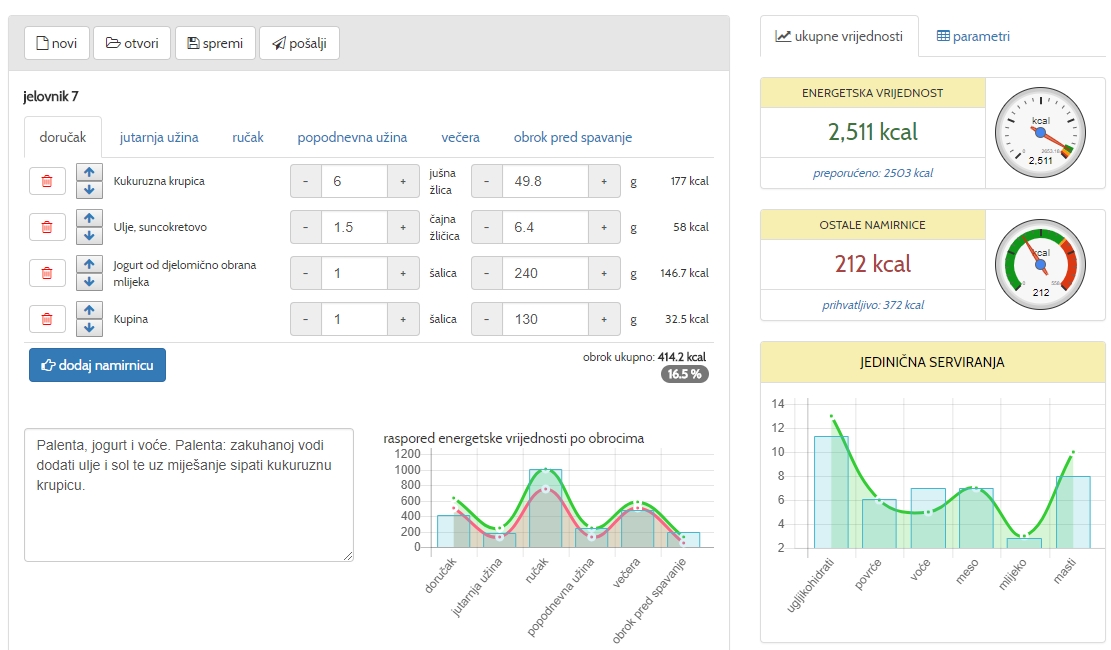 novi
otvori
spremi
pošalji
jelovnik 7
doručak
jutarnja užina
ručak
popodnevna užina
večera
obrok pred spavanje
Kukuruzna krupica
- 6 +
jušna
žlica
- 49.8 + g
177 kcal
Ulje, suncokretovo
- 1.5 +
čajna
žličica
- 6.4 + g
58 kcal
Jogurt od djelomično obrana
mlijeka
- 1 +
šalica
- 240 + g
146.7 kcal
Kupina
- 1 +
šalica
- 130 + g
32.5 kcal
dodaj namirnicu
obrok ukupno: 414.2 kcal
16.5 %
Palenta, jogurt i voće. Palenta: zakuhanoj vodi
dodati ulje i sol te uz miješanje sipati kukuruznu
krupicu.
raspored energetske vrijednosti po obrocima
1200
1000
800
600
400
200
0
doručak
jutarnja užina
ručak
popodnevna užina
večera
obrok pred spavanje
ukupne vrijednosti
parametri
ENERGETSKA VRIJEDNOST
2,511 kcal
preporučeno: 2503 kcal
kcal
0
2,511
OSTALE NAMIRNICE
212 kcal
prihvatljivo: 372 kcal
kcal
0
212
JEDINIČNA SERVIRANJA
14
12
10
8
6
4
2
ugljikohidrati
povrće
voće
meso
mlijeko
masti